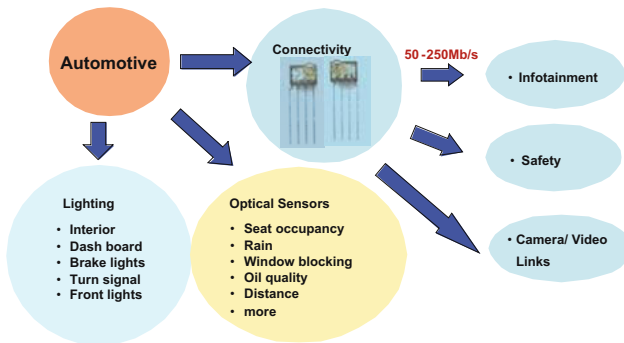 Automotive
Connectivity
50-250Mb/s
• Infotainment
• Safety
• Camera/ Video
Links
Lighting
• Interior
• Dash board
• Brake lights
• Turn signal
• Front lights
Optical Sensors
• Seat occupancy
• Rain
• Window blocking
• Oil quality
• Distance
• more